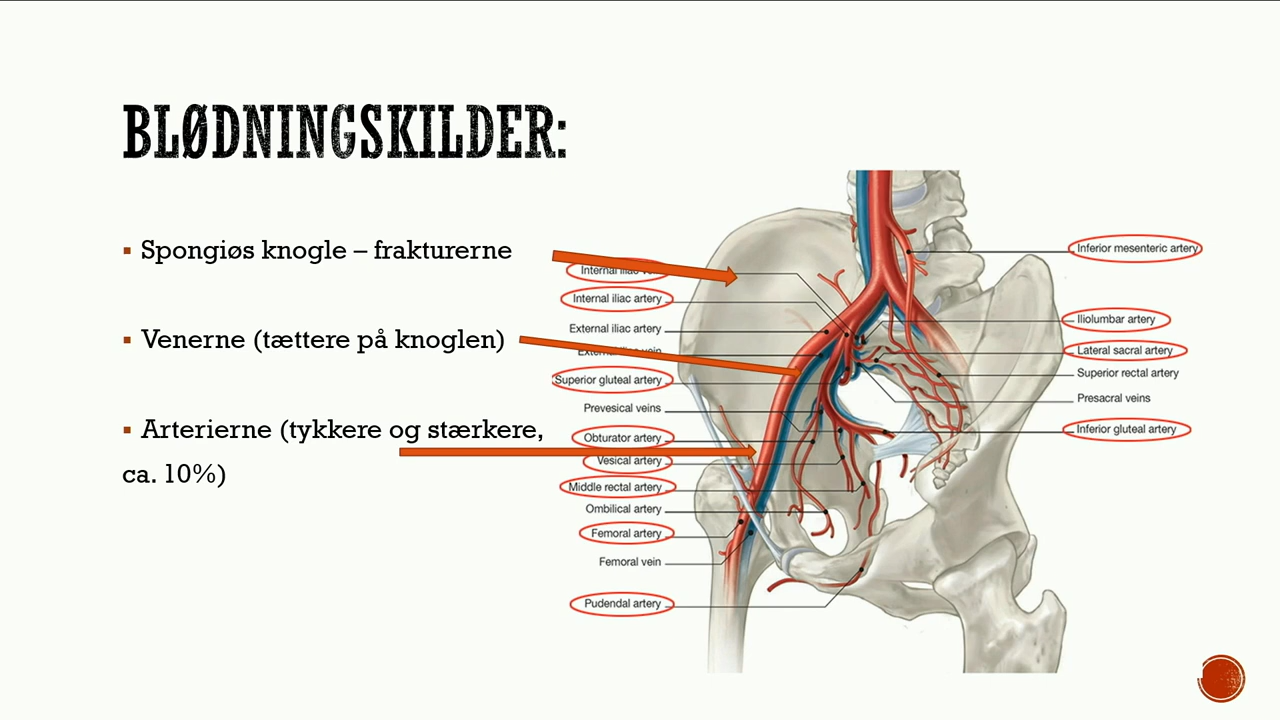 BLØDNINGSKILDER:
Spongiøs knogle – frakturerne
Venerne (tættere på knoglen)
Arterierne (tykkere og stærkere,
ca. 10%)
Internal iliac vein
Internal iliac artery
External iliac artery
External iliac vein
Superior gluteal artery
Prevesical veins
Obturator artery
Vesical artery
Middle rectal artery
Ombilical artery
Femoral artery
Femoral vein
Pudendal artery
Inferior mesenteric artery
Iliolumbar artery
Lateral sacral artery
Superior rectal artery
Presacral veins
Inferior gluteal artery